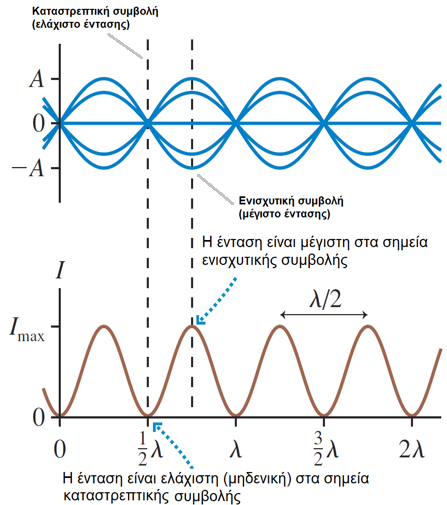 Καταστρεπτική συμβολή
(ελάχιστο έντασης)
A
0
−A
Ενισχυτική συμβολή
(μέγιστο έντασης)
Η ένταση είναι μέγιστη στα σημεία
ενισχυτικής συμβολής
I
I max
λ/2
0
0 1/2 λ λ 3/2 λ 2λ
Η ένταση είναι ελάχιστη (μηδενική) στα σημεία
καταστρεπτικής συμβολής